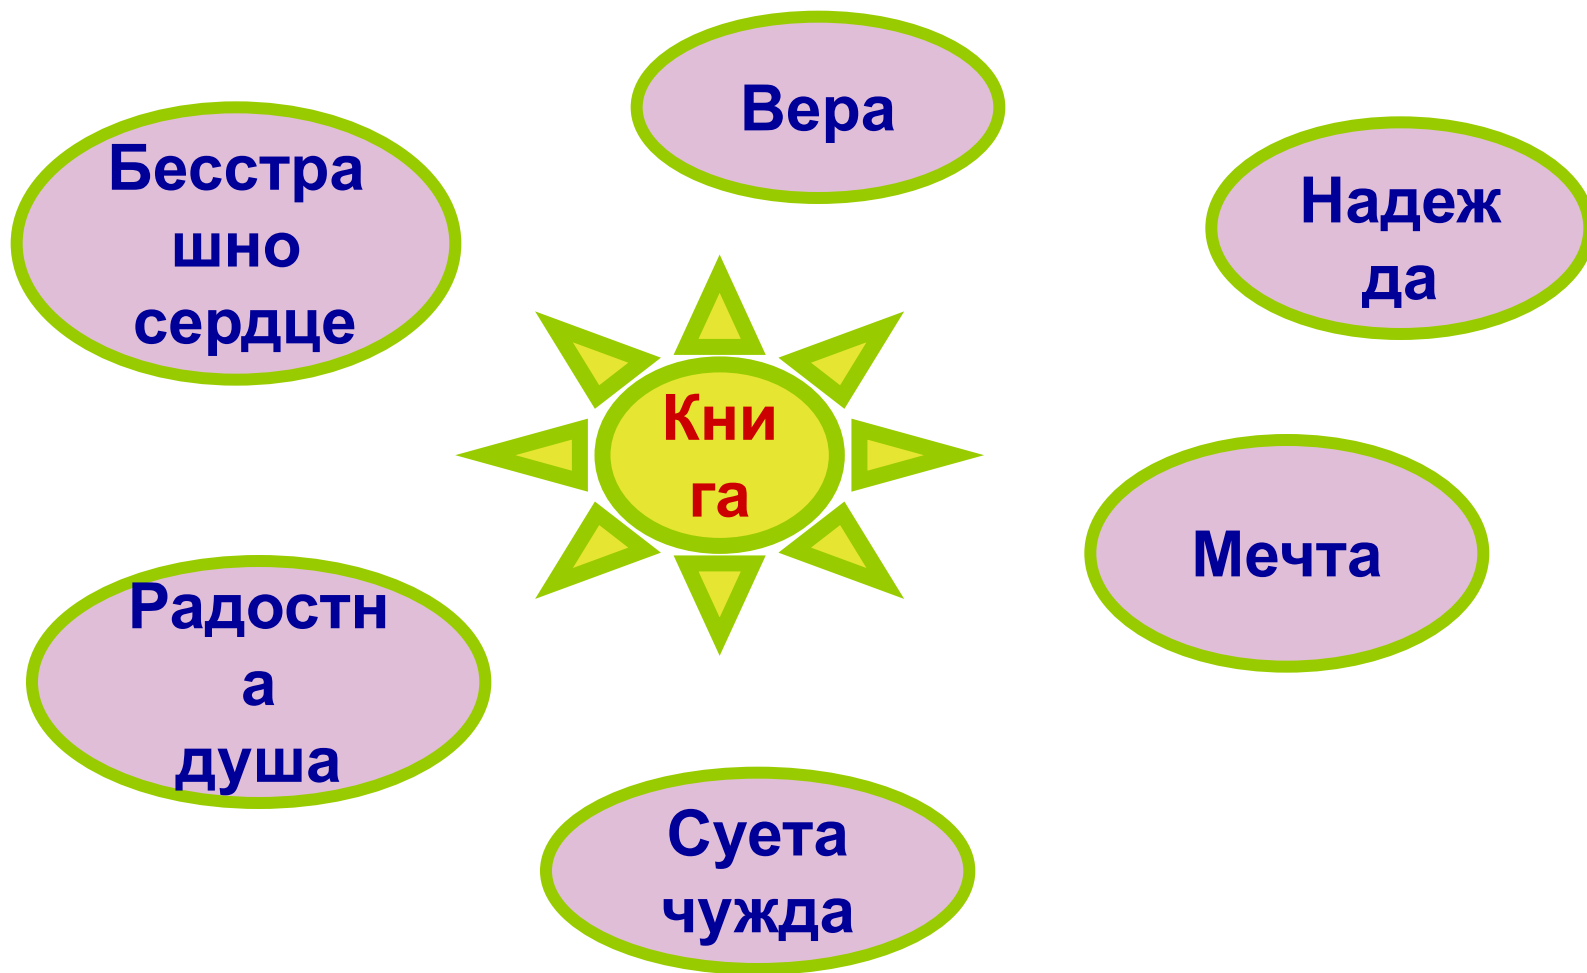 Вера
Бесстра
шно
сердце
Надеж
да
Кни
га
Мечта
Радостн
а
душа
Суета
чужда